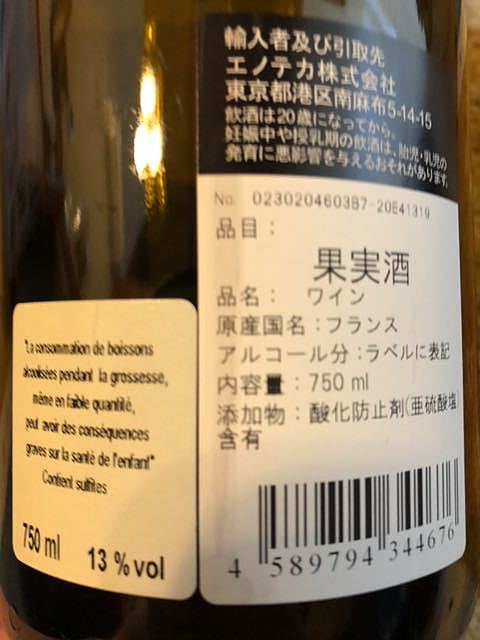 輸入者及び引取先
エノテカ株式会社
東京都港区南麻布5-14-15
飲酒は20歳になってから。
妊娠中や授乳期の飲酒は、胎児・乳児の
発育に悪影響を与えるおそれがあります。
No. 0230204603B7-20E41319
品目：
果実酒
品名： ワイン
原産国名：フランス
アルコール分：ラベルに表記
内容量：750 ml
添加物：酸化防止剤(亜硫酸塩)
含有
4 589794 344676
"La consommation de boissons
alcoolisées pendant la grossesse,
même en faible quantité,
peut avoir des conséquences
graves sur la santé de l'enfant"
Contient sulfites
750 ml 13 % vol